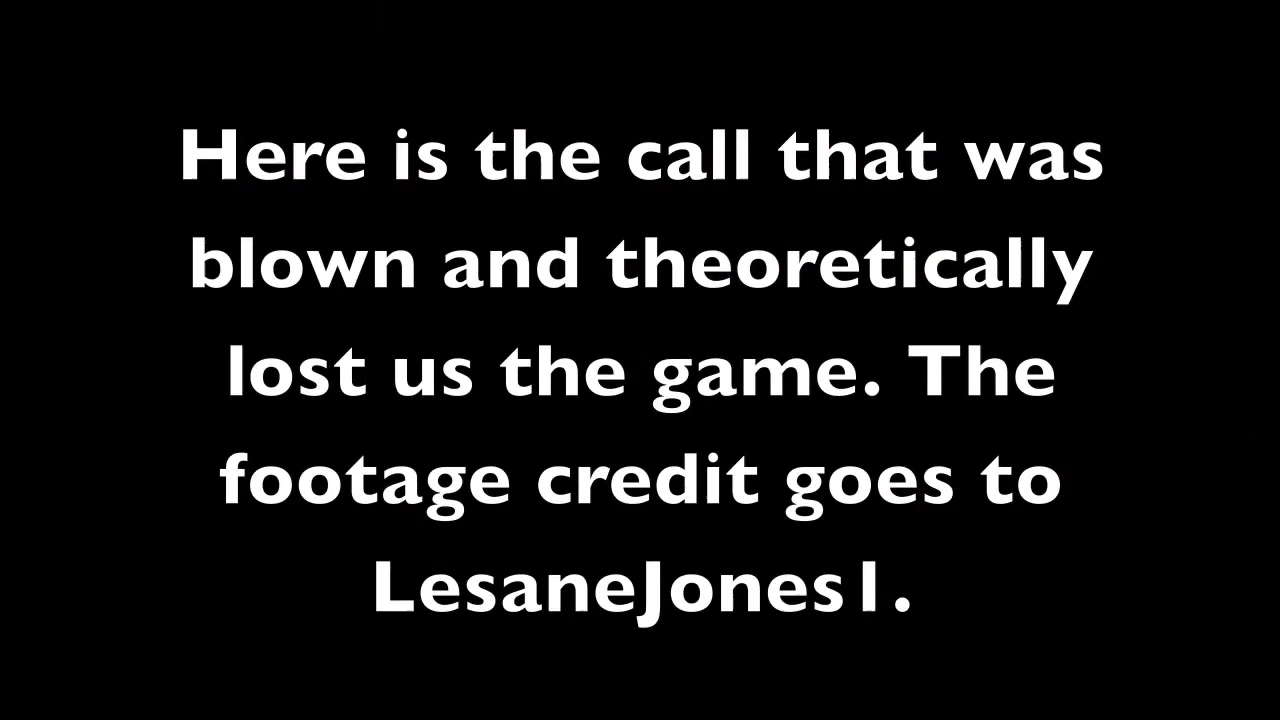 Here is the call that was
blown and theoretically
lost us the game. The
footage credit goes to
LesaneJones1.